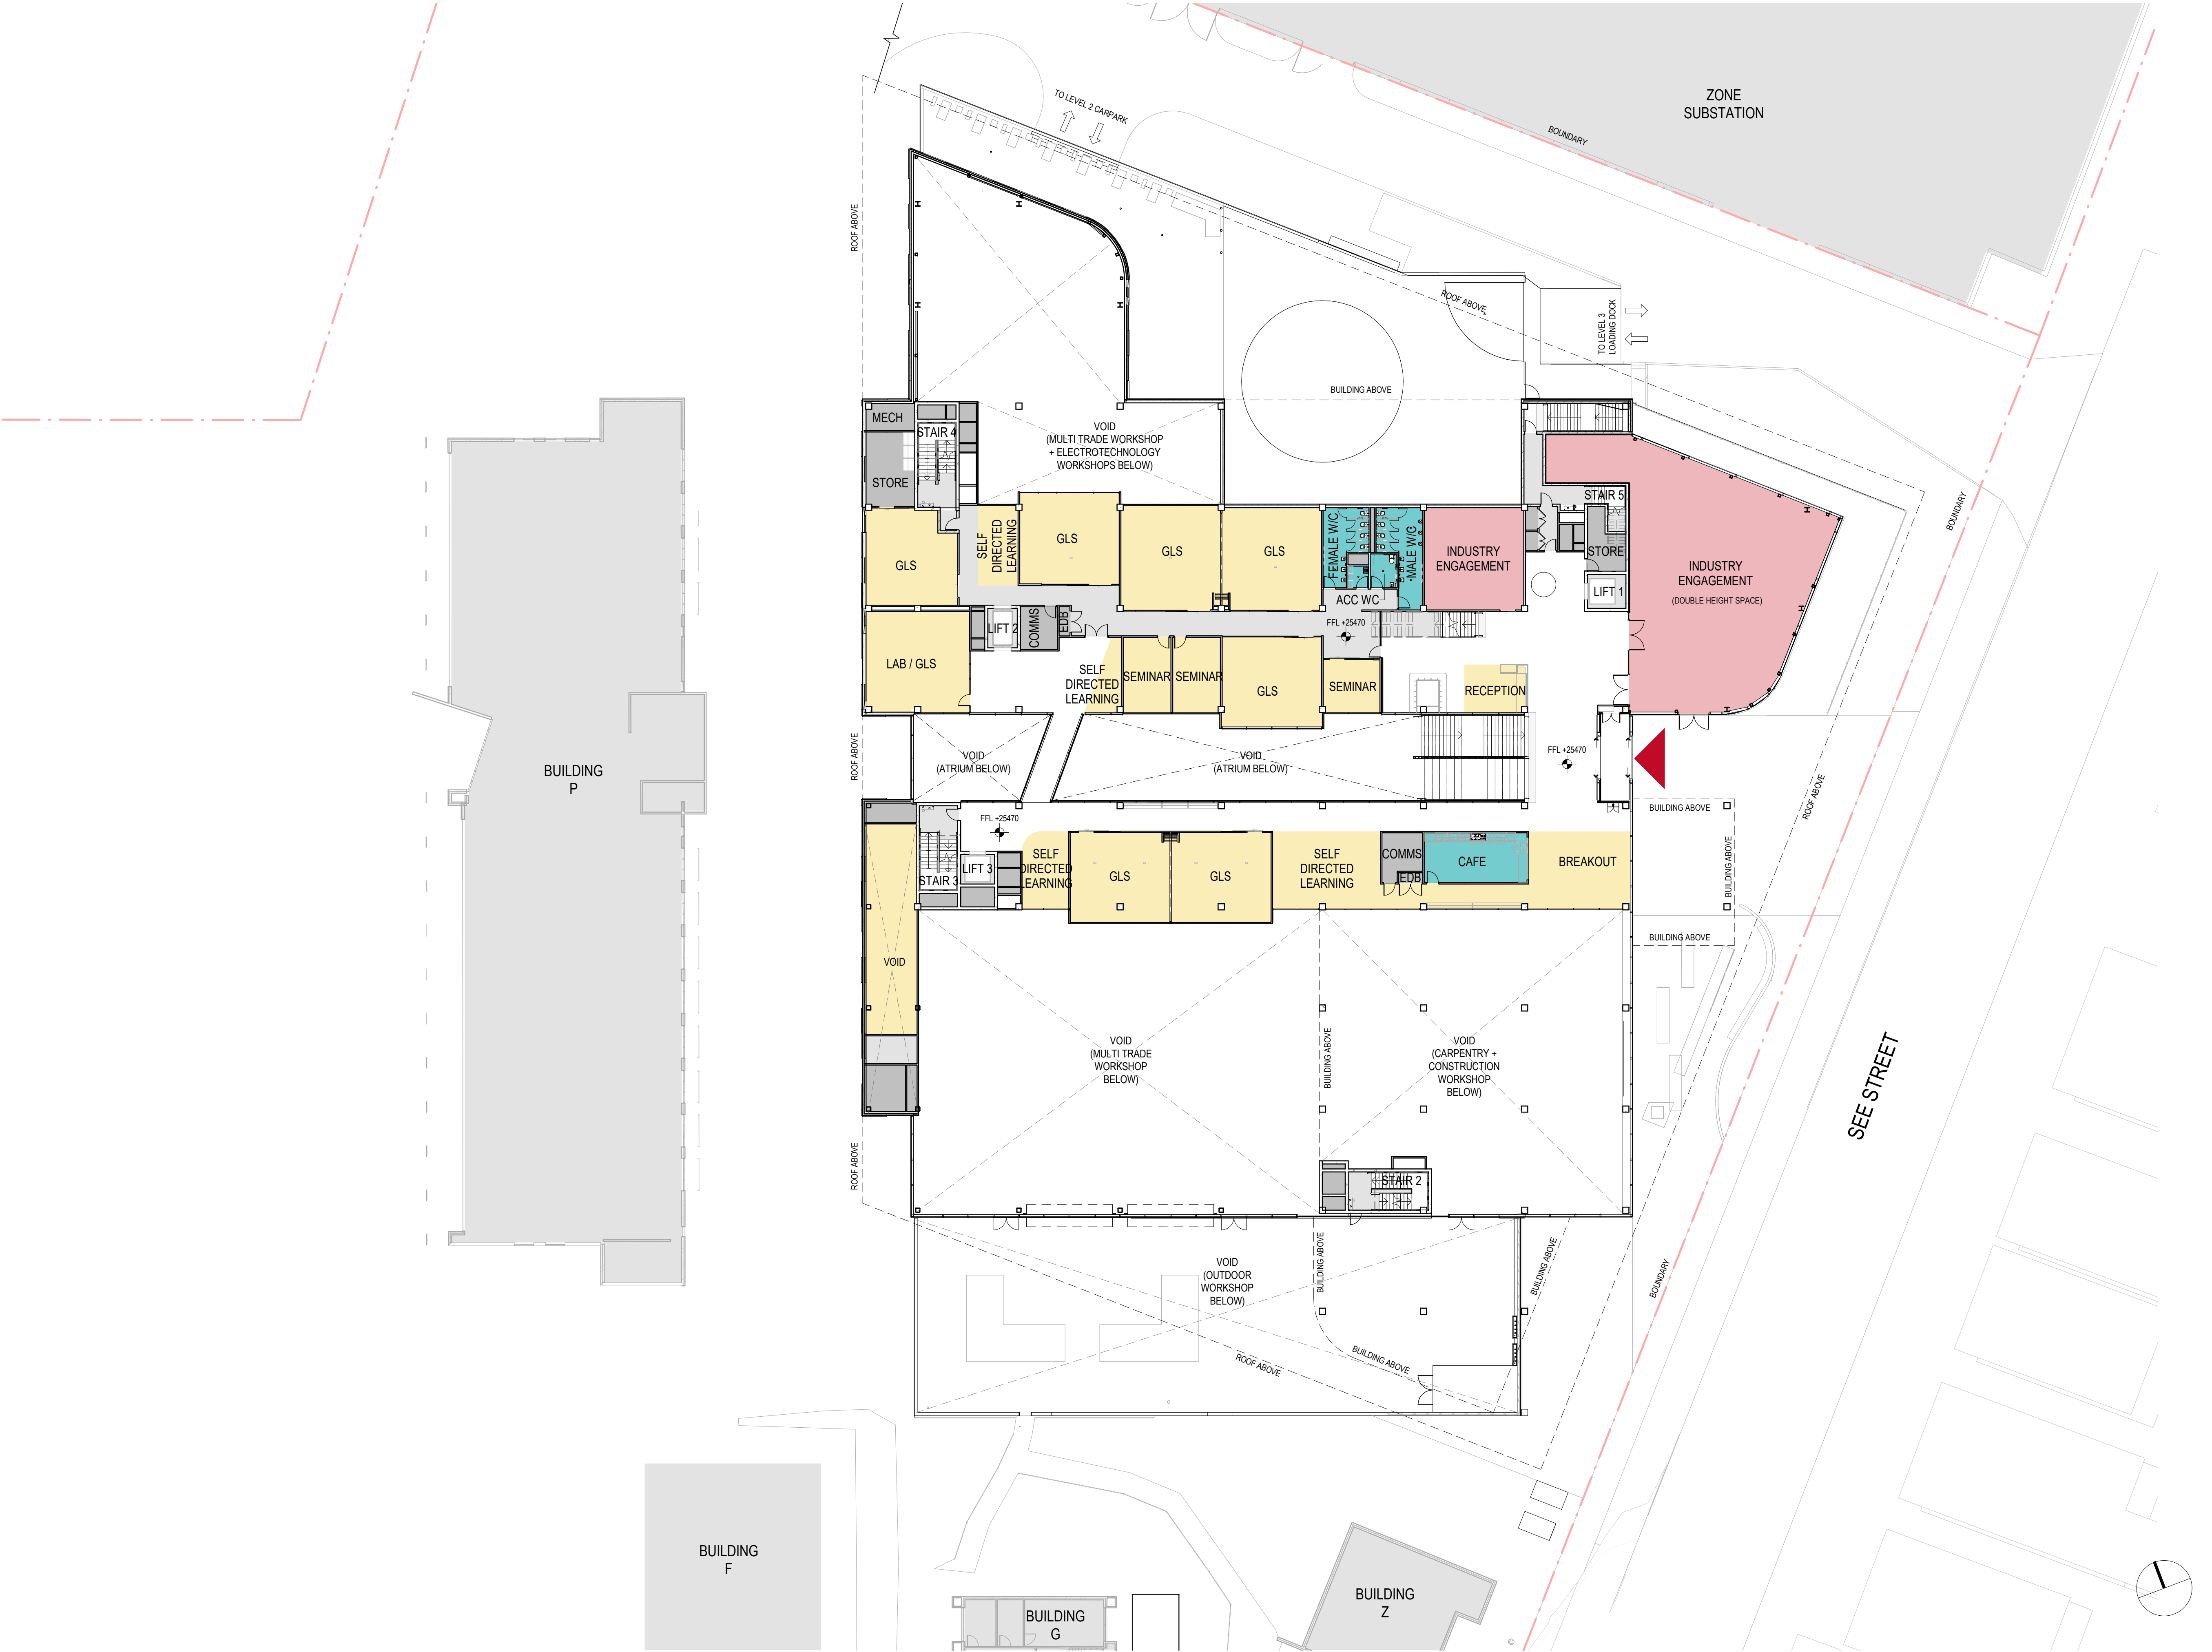 ZONE
SUBSTATION
TO LEVEL 2 CARPARK
BOUNDARY
ROOF ABOVE
ROOF ABOVE
TO LEVEL 3
LOADING DOCK
BUILDING ABOVE
MECH
STAIR 4
VOID
(MULTI TRADE WORKSHOP
+ ELECTROTECHNOLOGY
WORKSHOPS BELOW)
STORE
STAIR 5
BOUNDARY
GLS
SELF
DIRECTED
LEARNING
GLS
GLS
GLS
FEMALE W/C
MALE W/C
INDUSTRY
ENGAGEMENT
STORE
INDUSTRY
ENGAGEMENT
(DOUBLE HEIGHT SPACE)
LIFT 1
ACC WC
LIFT 2
COMMS
EDB
FFL +25470
LAB / GLS
SELF
DIRECTED
LEARNING
SEMINAR
SEMINAR
GLS
SEMINAR
RECEPTION
ROOF ABOVE
VOID
(ATRIUM BELOW)
VOID
(ATRIUM BELOW)
FFL +25470
BUILDING
P
BUILDING ABOVE
ROOF ABOVE
FFL +25470
STAIR 3
LIFT 3
SELF
DIRECTED
LEARNING
GLS
GLS
SELF
DIRECTED
LEARNING
COMMS
EDB
CAFE
BREAKOUT
BUILDING ABOVE
BUILDING ABOVE
VOID
VOID
(MULTI TRADE
WORKSHOP
BELOW)
BUILDING ABOVE
VOID
(CARPENTRY +
CONSTRUCTION
WORKSHOP
BELOW)
SEE STREET
ROOF ABOVE
STAIR 2
VOID
(OUTDOOR
WORKSHOP
BELOW)
BUILDING ABOVE
BUILDING ABOVE
BOUNDARY
ROOF ABOVE
BUILDING ABOVE
BUILDING
F
BUILDING
G
BUILDING
Z